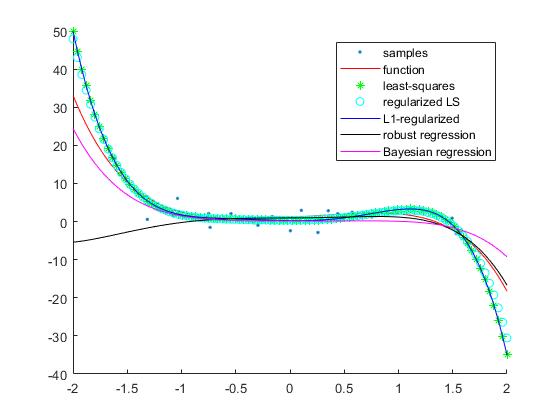 50
40
30
20
10
0
-10
-20
-30
-40
-2
-1.5
-1
-0.5
0
0.5
1
1.5
2
samples
function
least-squares
regularized LS
L1-regularized
robust regression
Bayesian regression